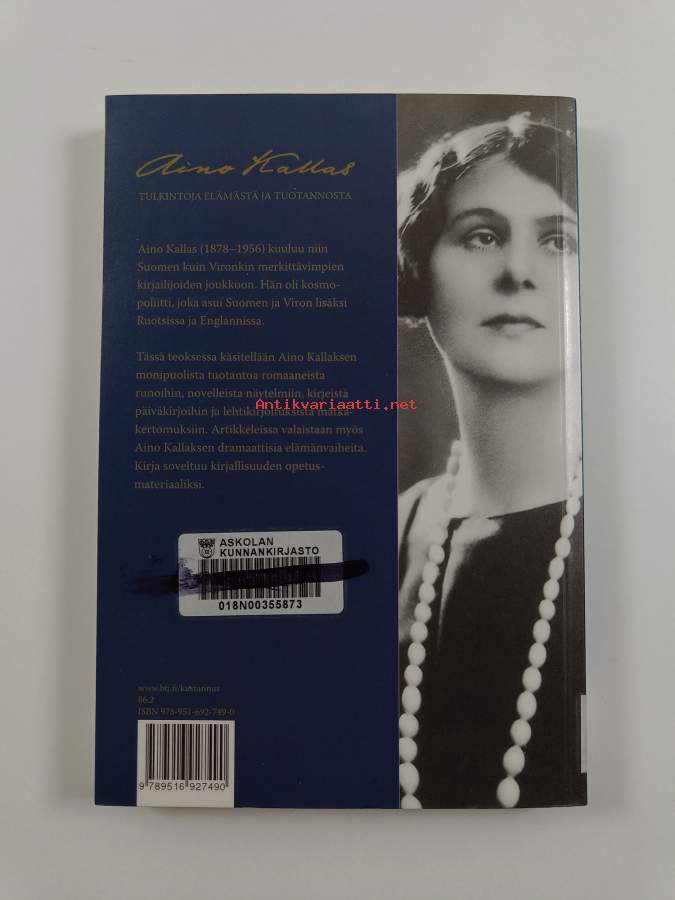 Aino Kallas
TULKINTOJA ELÄMÄSTÄ JA TUOTANNOSTA
Aino Kallas (1878–1956) kuuluu niin
Suomen kuin Vironkin merkittävimpien
kirjailijoiden joukkoon. Hän oli kosmo-
poliitti, joka asui Suomen ja Viron lisäksi
Ruotsissa ja Englannissa.
Tässä teoksessa käsitellään Aino Kallaksen
monipuolista tuotantoa romaaneista
runoihin, novelleista näytelmiin, kirjeistä
päiväkirjoihin ja lehtikirjoituksista matka-
kertomuksiin. Artikkeleissa valaistaan myös
Aino Kallaksen dramaattisia elämänvaiheita.
Kirja soveltuu kirjallisuuden opetus-
materiaaliksi.
Antikvariaatti.net
ASKOLAN
KUNNANKIRJASTO
018N00355873
www.btj.fi/kustannus
86.2
ISBN 978-951-692-749-0
9 789516 927490